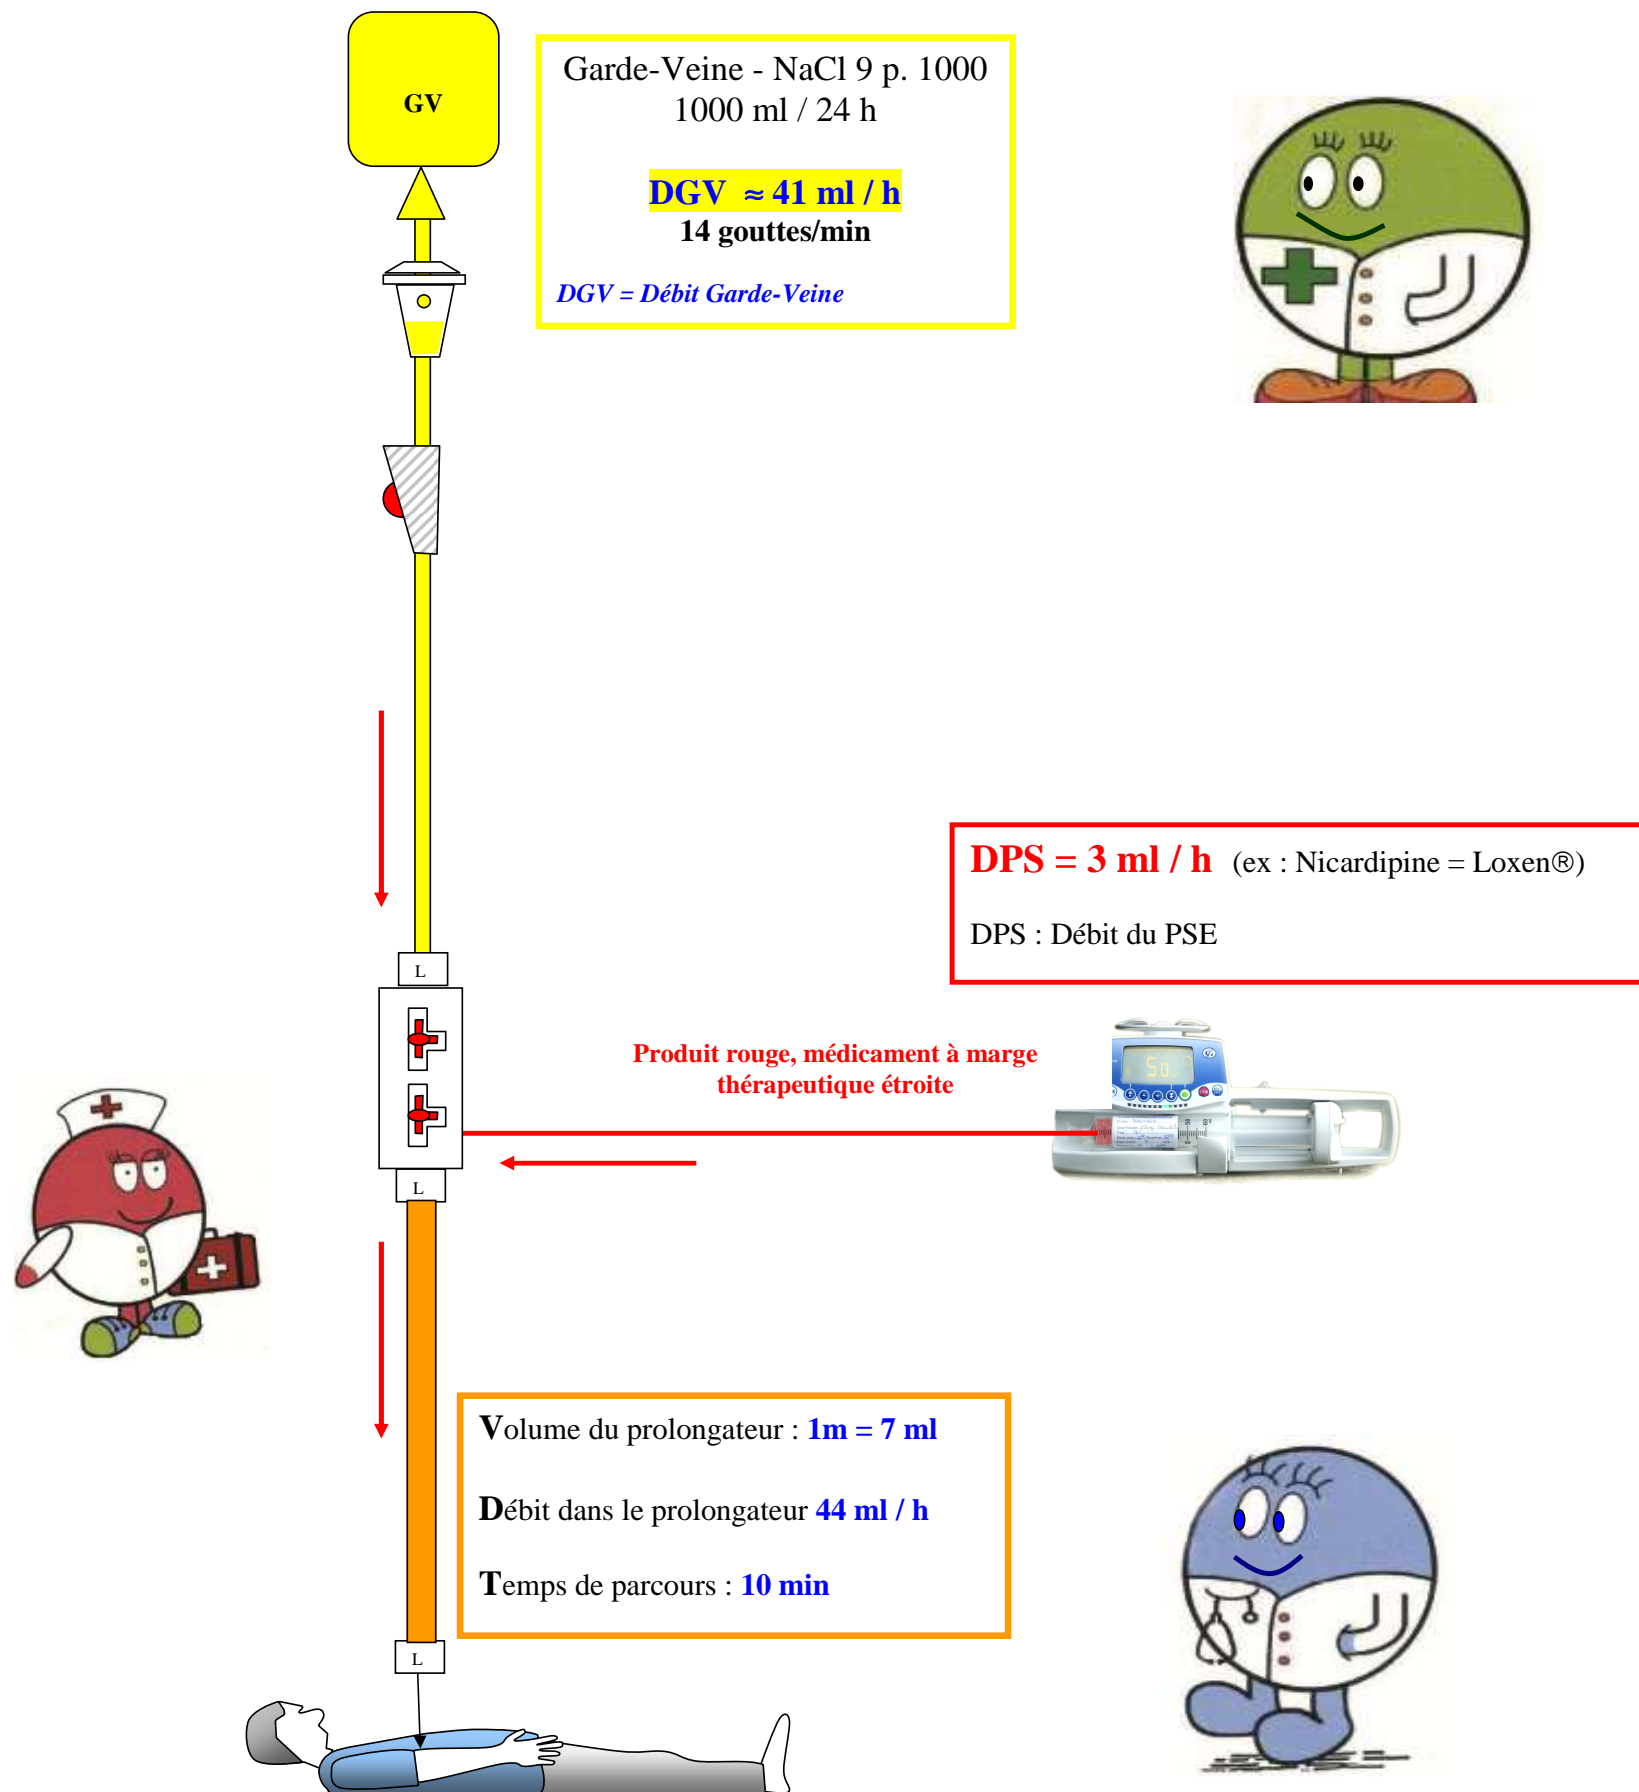 GV
Garde-Veine - NaCl 9 p. 1000
1000 ml / 24 h
DGV ≈ 41 ml / h
14 gouttes/min
DGV = Débit Garde-Veine
DPS = 3 ml / h (ex : Nicardipine = Loxen®)
DPS : Débit du PSE
L
Produit rouge, médicament à marge
thérapeutique étroite
5.0
L
Volume du prolongateur : 1m = 7 ml
Débit dans le prolongateur 44 ml / h
Temps de parcours : 10 min
L